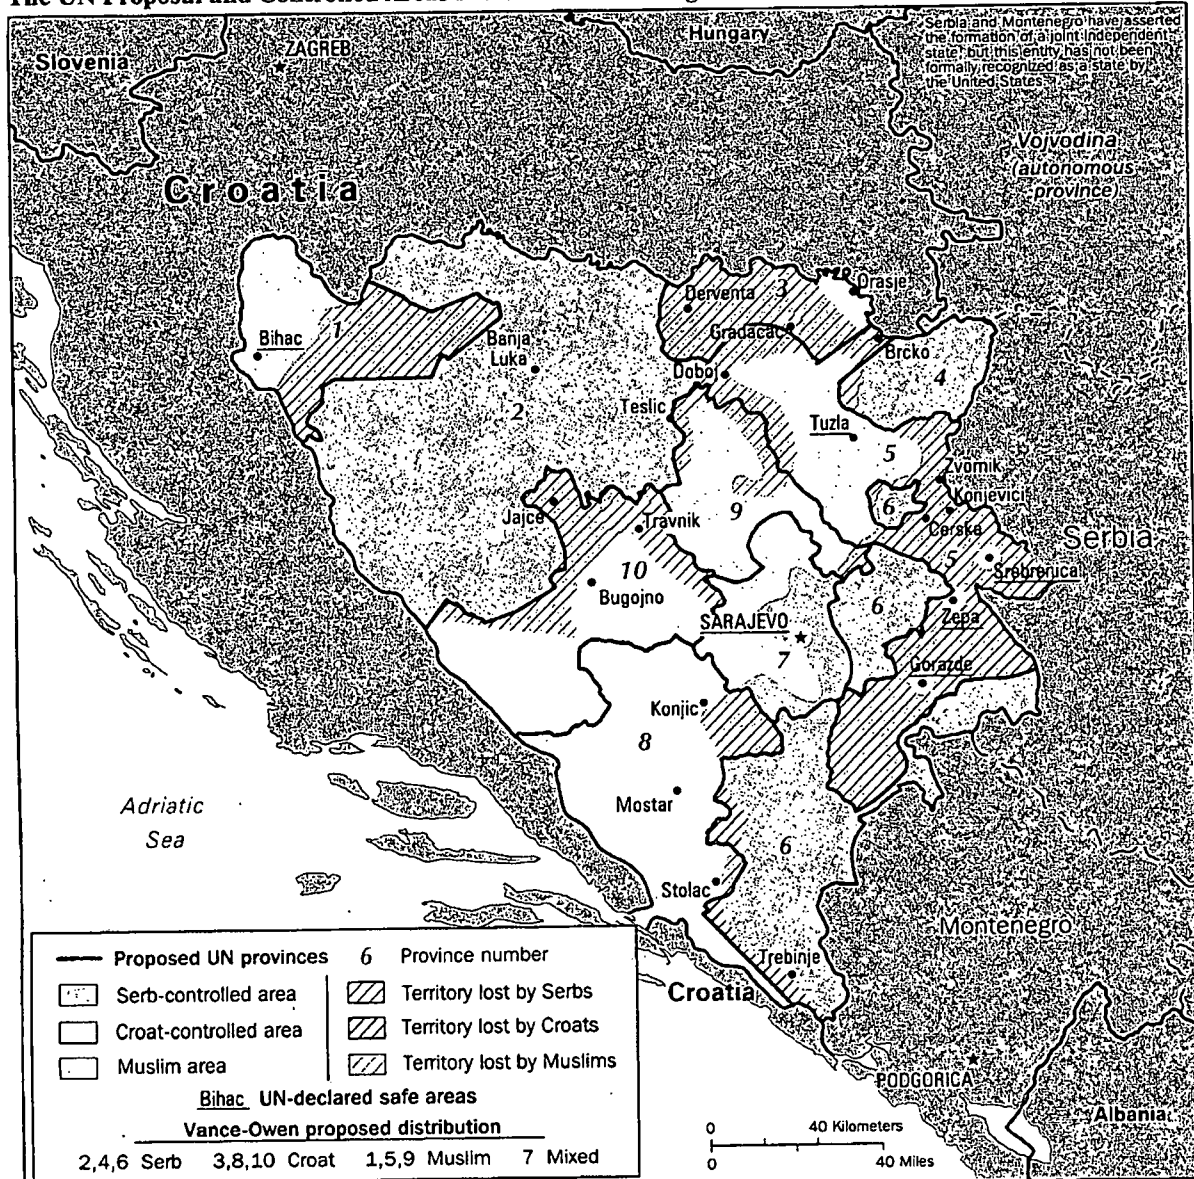 The UN Proposal and Controlled Areas
Serbia and Montenegro have asserted
the formation of a joint independent
state, but this entity has not been
formally recognized as a state by
the United States.
Hungary
Slovenia
ZAGREB
Vojvodina
(autonomous
province)
Croatia
Orasje
Derventa
3
Gradacac
1
Bihac
Banja
Luka
Brcko
Doboj
4
2
Teslic
Tuzla
5
Zvornik
Konjevici
6
Jajce
Travnik
9
Cerska
Serbia
5
Srebrenica
10
Bugojno
6
Zepa
SARAJEVO
7
Gorazde
Konjic
8
Mostar
Adriatic
Sea
6
Stolac
Montenegro
Trebinje
Croatia
PODGORICA
Albania
Proposed UN provinces
6 Province number
Serb-controlled area
Territory lost by Serbs
Croat-controlled area
Territory lost by Croats
Muslim area
Territory lost by Muslims
Bihac UN-declared safe areas
Vance-Owen proposed distribution
2,4,6 Serb 3,8,10 Croat 1,5,9 Muslim 7 Mixed
0 40 Kilometers
0 40 Miles